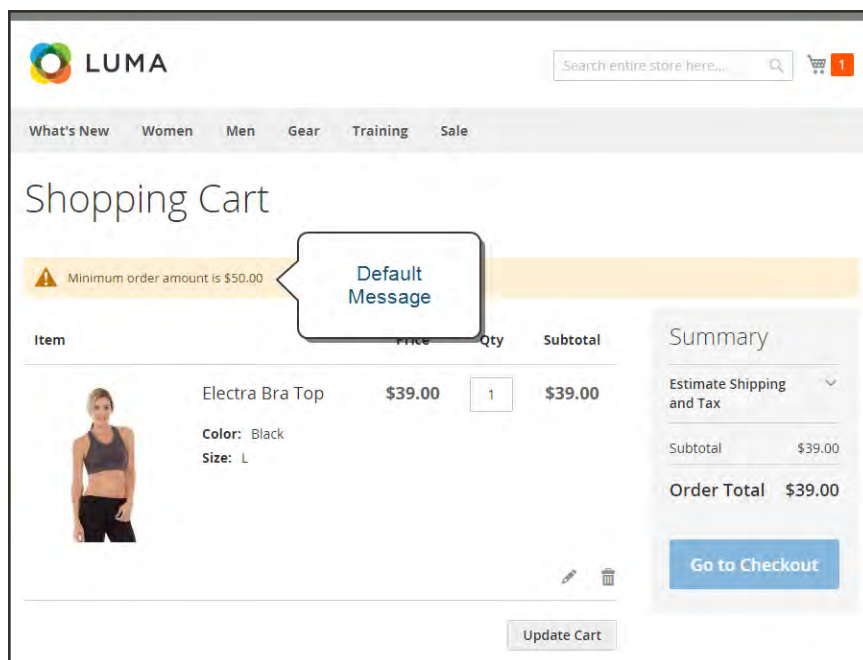 LUMA
Search entire store here...
1
What's New Women Men Gear Training Sale
Shopping Cart
Minimum order amount is $50.00
Default
Message
Item Price Qty Subtotal
Electra Bra Top $39.00 1 $39.00
Color: Black
Size: L
Summary
Estimate Shipping
and Tax
Subtotal $39.00
Order Total $39.00
Go to Checkout
Update Cart